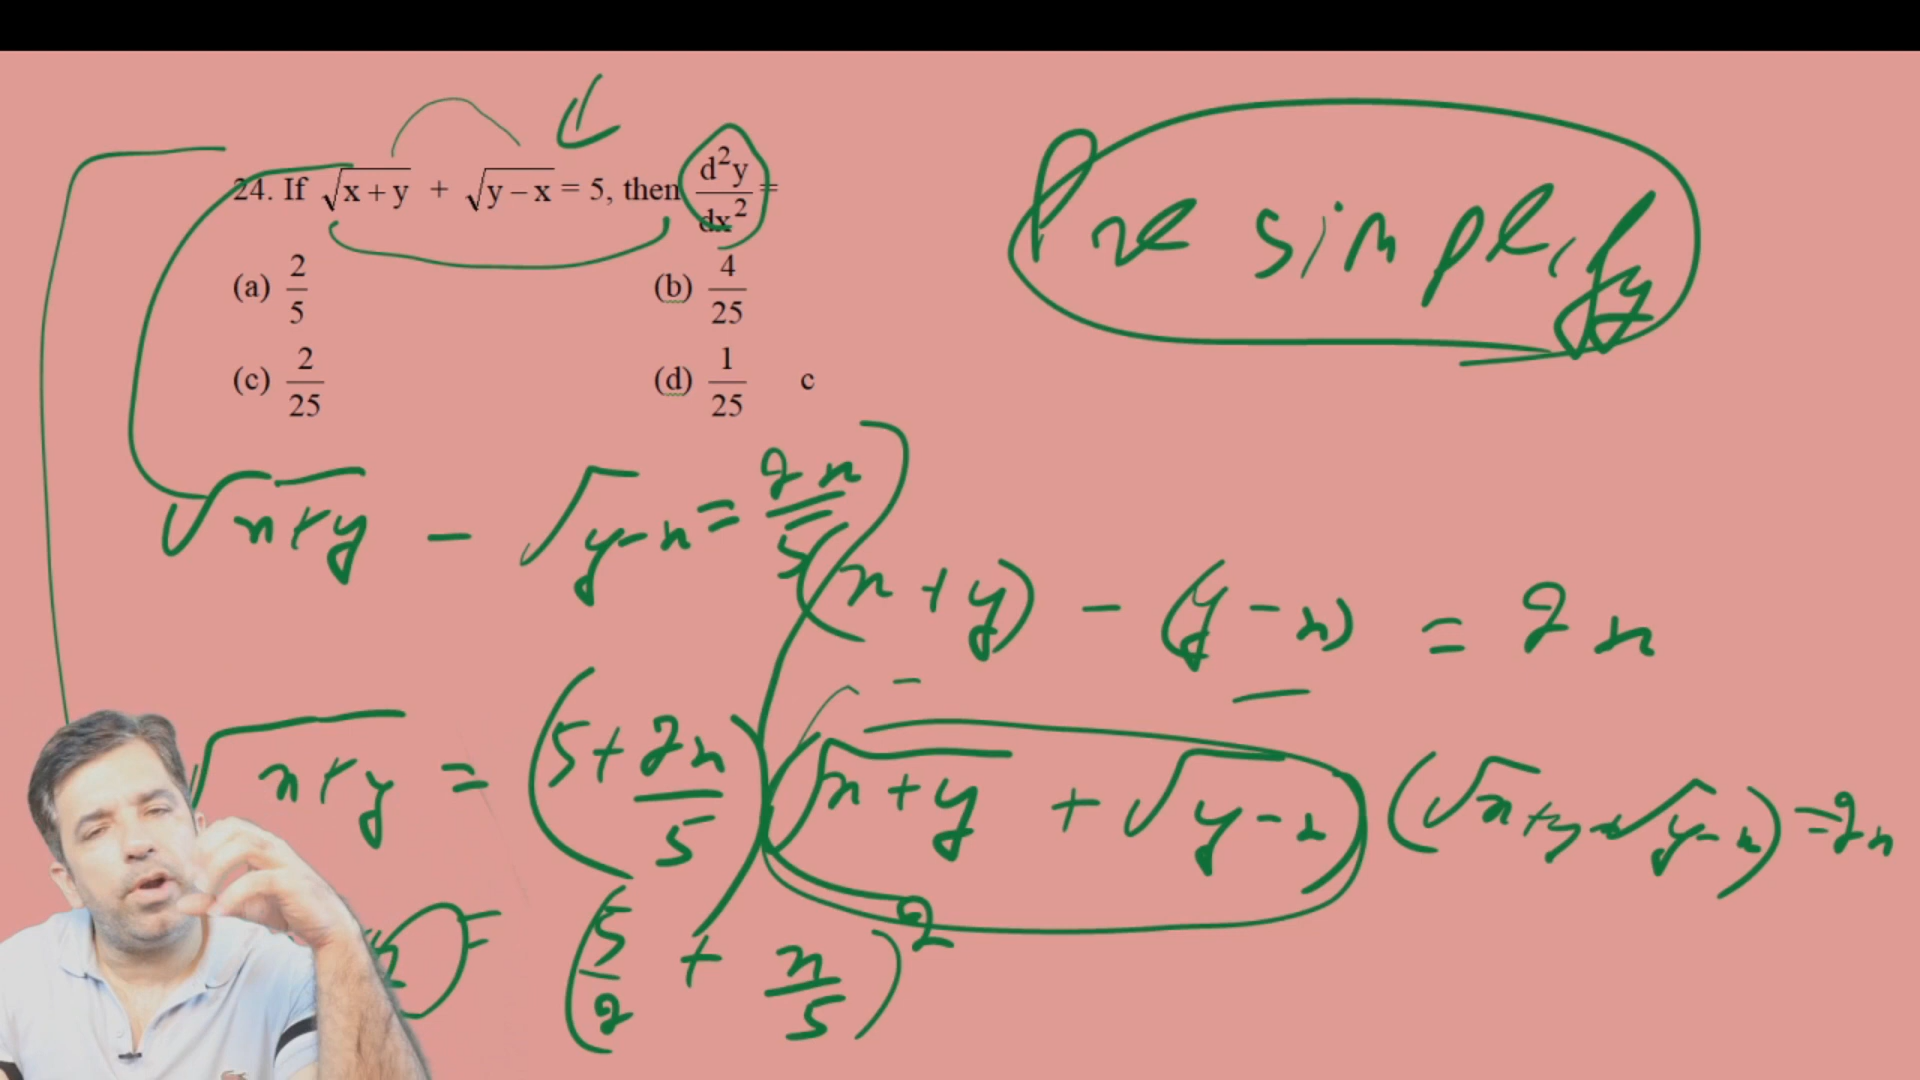 24. If √x+y + √y−x = 5, then d²y/dx² =
(a) 2/5 (b) 4/25
(c) 2/25 (d) 1/25 c
Pre simplify
√x+y − √y−x = 2x/5
(x+y) − (y−x) = 2x
√x+y = (5+2x/5)
(√x+y + √y−x) (√x+y − √y−x) = 2x
= (5/2 + x/5)²